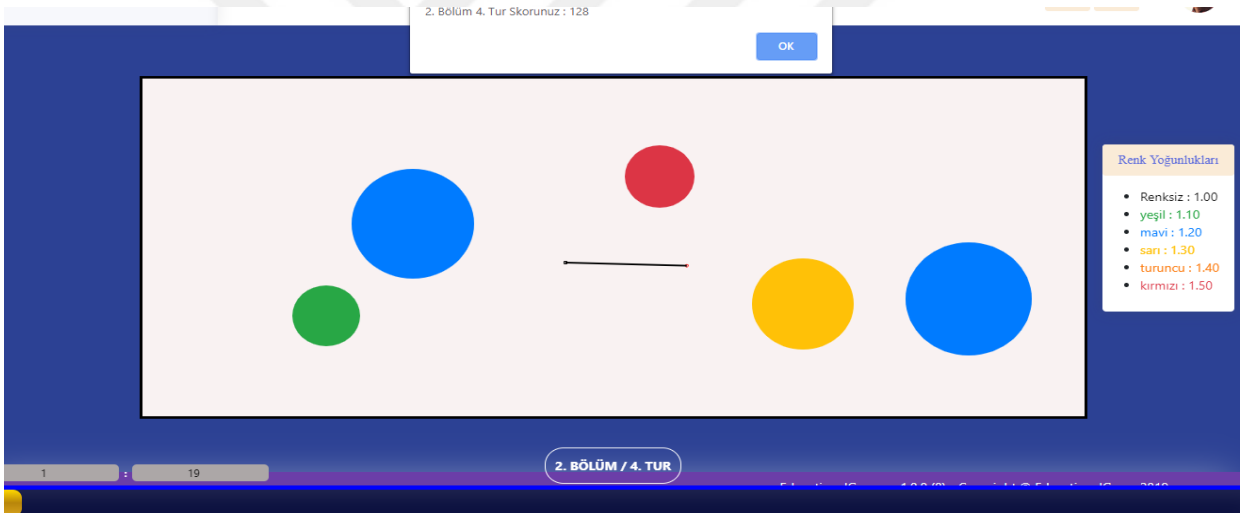 2. Bölüm 4. Tur Skorunuz : 128
OK
Renk Yoğunlukları
Renksiz : 1.00
yeşil : 1.10
mavi : 1.20
sarı : 1.30
turuncu : 1.40
kırmızı : 1.50
2. BÖLÜM / 4. TUR
1 : 19